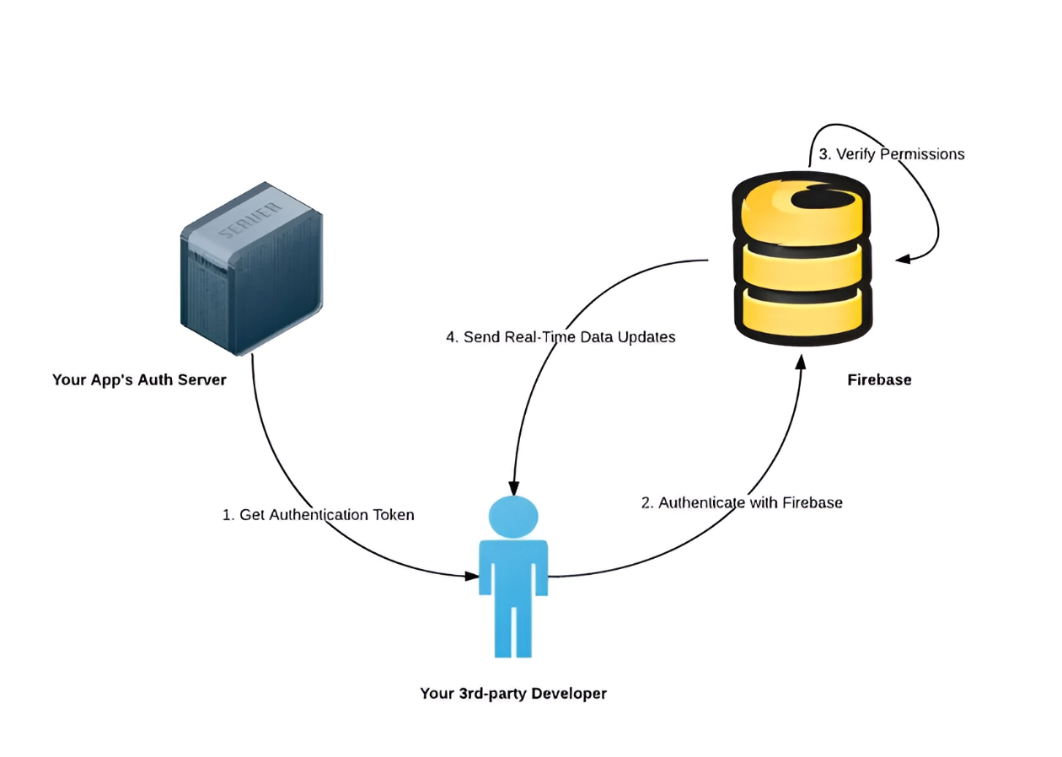 3. Verify Permissions
SERVER
4. Send Real-Time Data Updates
Your App's Auth Server
Firebase
1. Get Authentication Token
2. Authenticate with Firebase
Your 3rd-party Developer